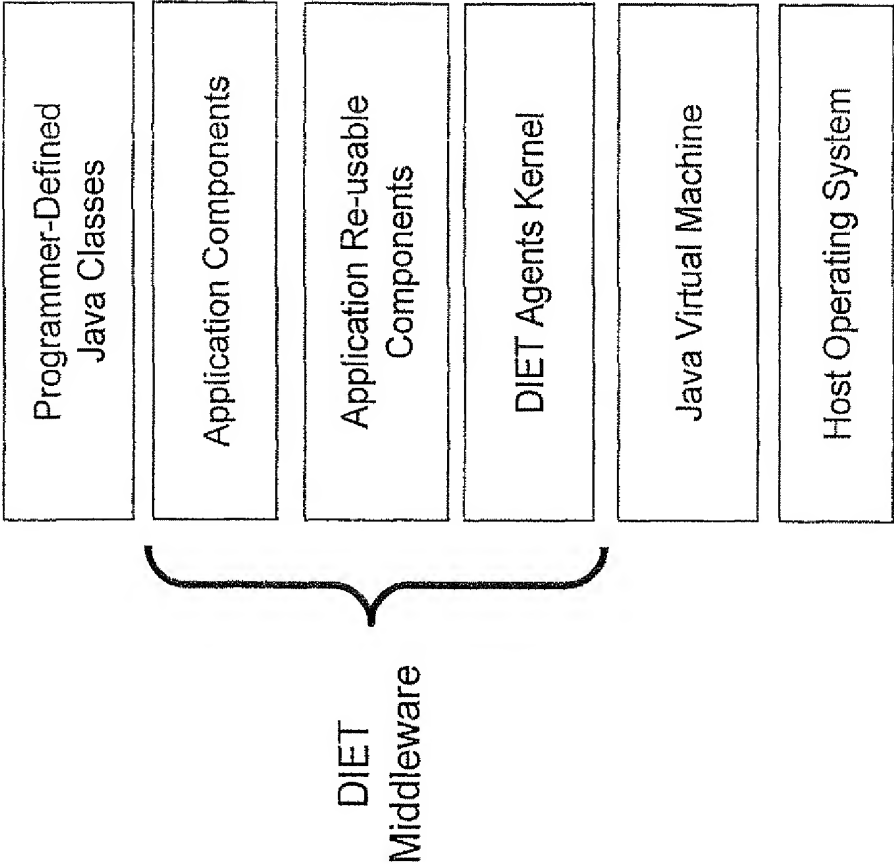 Programmer-Defined
Java Classes
Application Components
Application Re-usable
Components
DIET Agents Kernel
Java Virtual Machine
Host Operating System
DIET
Middleware